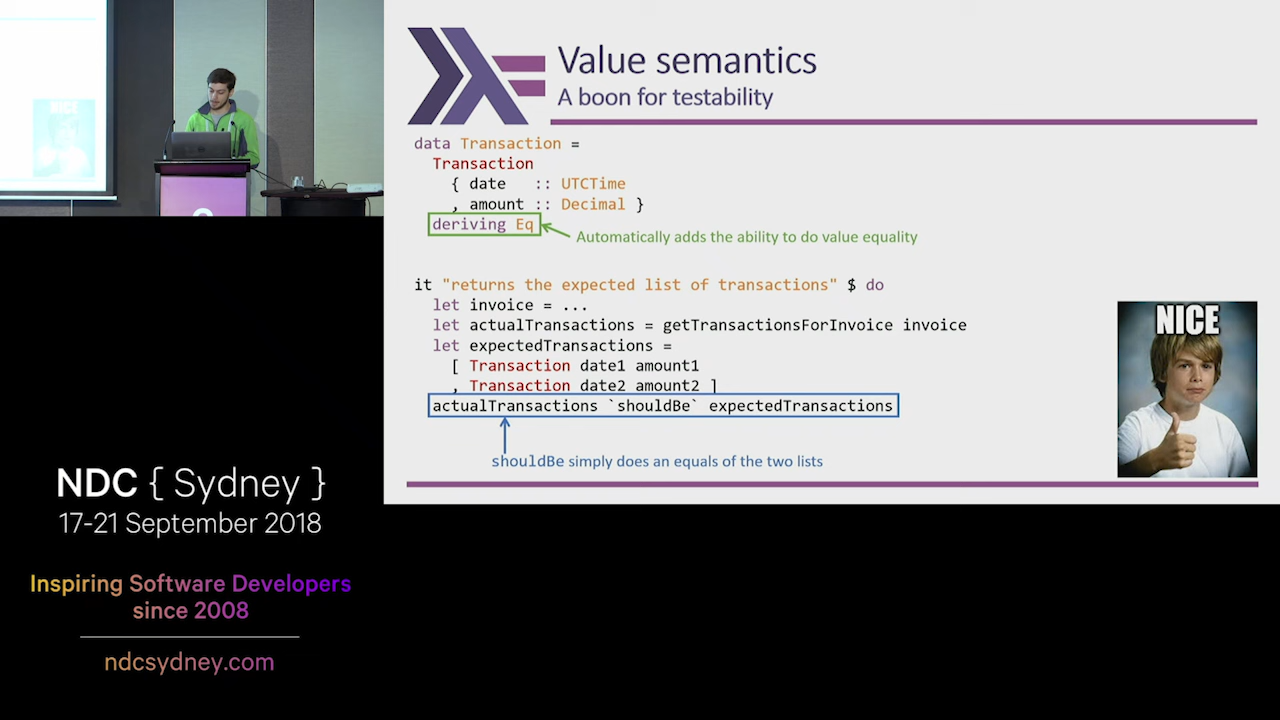 Value semantics
A boon for testability
data Transaction =
Transaction
{ date :: UTCTime
, amount :: Decimal }
deriving Eq
Automatically adds the ability to do value equality
it "returns the expected list of transactions" $ do
let invoice = ...
let actualTransactions = getTransactionsForInvoice invoice
let expectedTransactions =
[ Transaction date1 amount1
, Transaction date2 amount2 ]
actualTransactions `shouldBe` expectedTransactions
shouldBe simply does an equals of the two lists
NICE
NICE
NDC { Sydney }
17-21 September 2018
Inspiring Software Developers
since 2008
ndcsydney.com